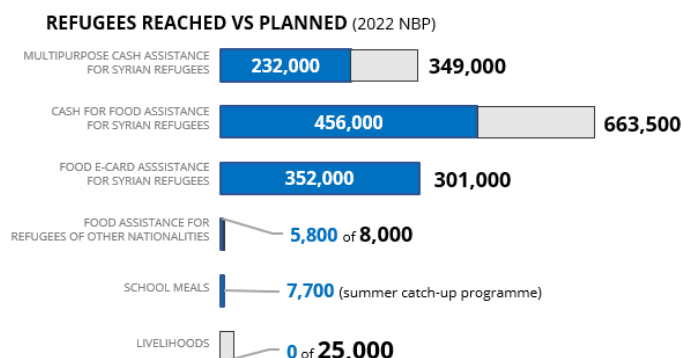 REFUGEES REACHED VS PLANNED (2022 NBP)
MULTIPURPOSE CASH ASSISTANCE
FOR SYRIAN REFUGEES
232,000
349,000
CASH FOR FOOD ASSISTANCE
FOR SYRIAN REFUGEES
456,000
663,500
FOOD E-CARD ASSSISTANCE
FOR SYRIAN REFUGEES
352,000
301,000
FOOD ASSISTANCE FOR
REFUGEES OF OTHER NATIONALITIES
5,800 of 8,000
SCHOOL MEALS
7,700 (summer catch-up programme)
LIVELIHOODS
0 of 25,000